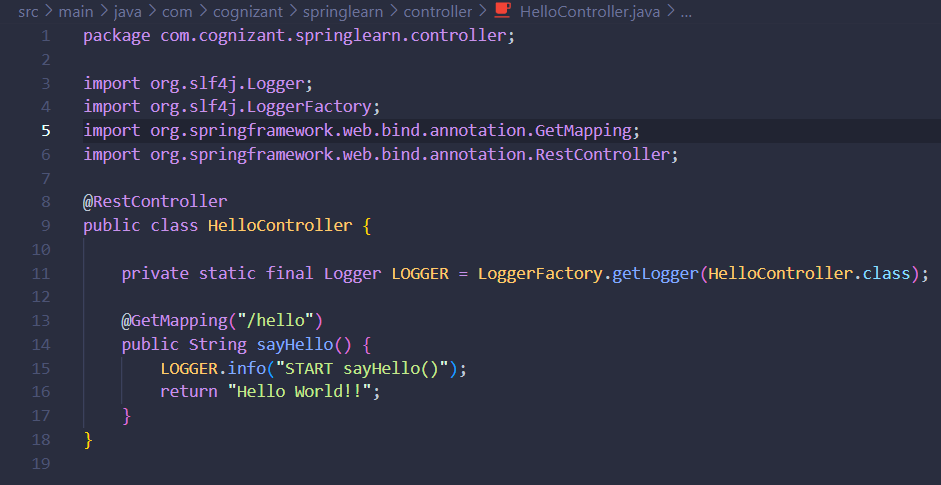 src > main > java > com > cognizant > springlearn > controller > HelloController.java > ...
1 package com.cognizant.springlearn.controller;
2
3 import org.slf4j.Logger;
4 import org.slf4j.LoggerFactory;
5 import org.springframework.web.bind.annotation.GetMapping;
6 import org.springframework.web.bind.annotation.RestController;
7
8 @RestController
9 public class HelloController {
10
11     private static final Logger LOGGER = LoggerFactory.getLogger(HelloController.class);
12
13     @GetMapping("/hello")
14     public String sayHello() {
15         LOGGER.info("START sayHello()");
16         return "Hello World!!";
17     }
18 }
19